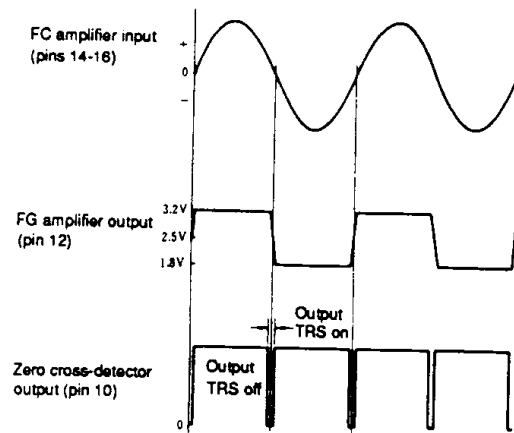 FC amplifier input
(pins 14-16)
+
0
−
FG amplifier output
(pin 12)
3.2V
2.5V
1.8V
Output
TRS on
Zero cross-detector
output (pin 10)
Output
TRS off
0